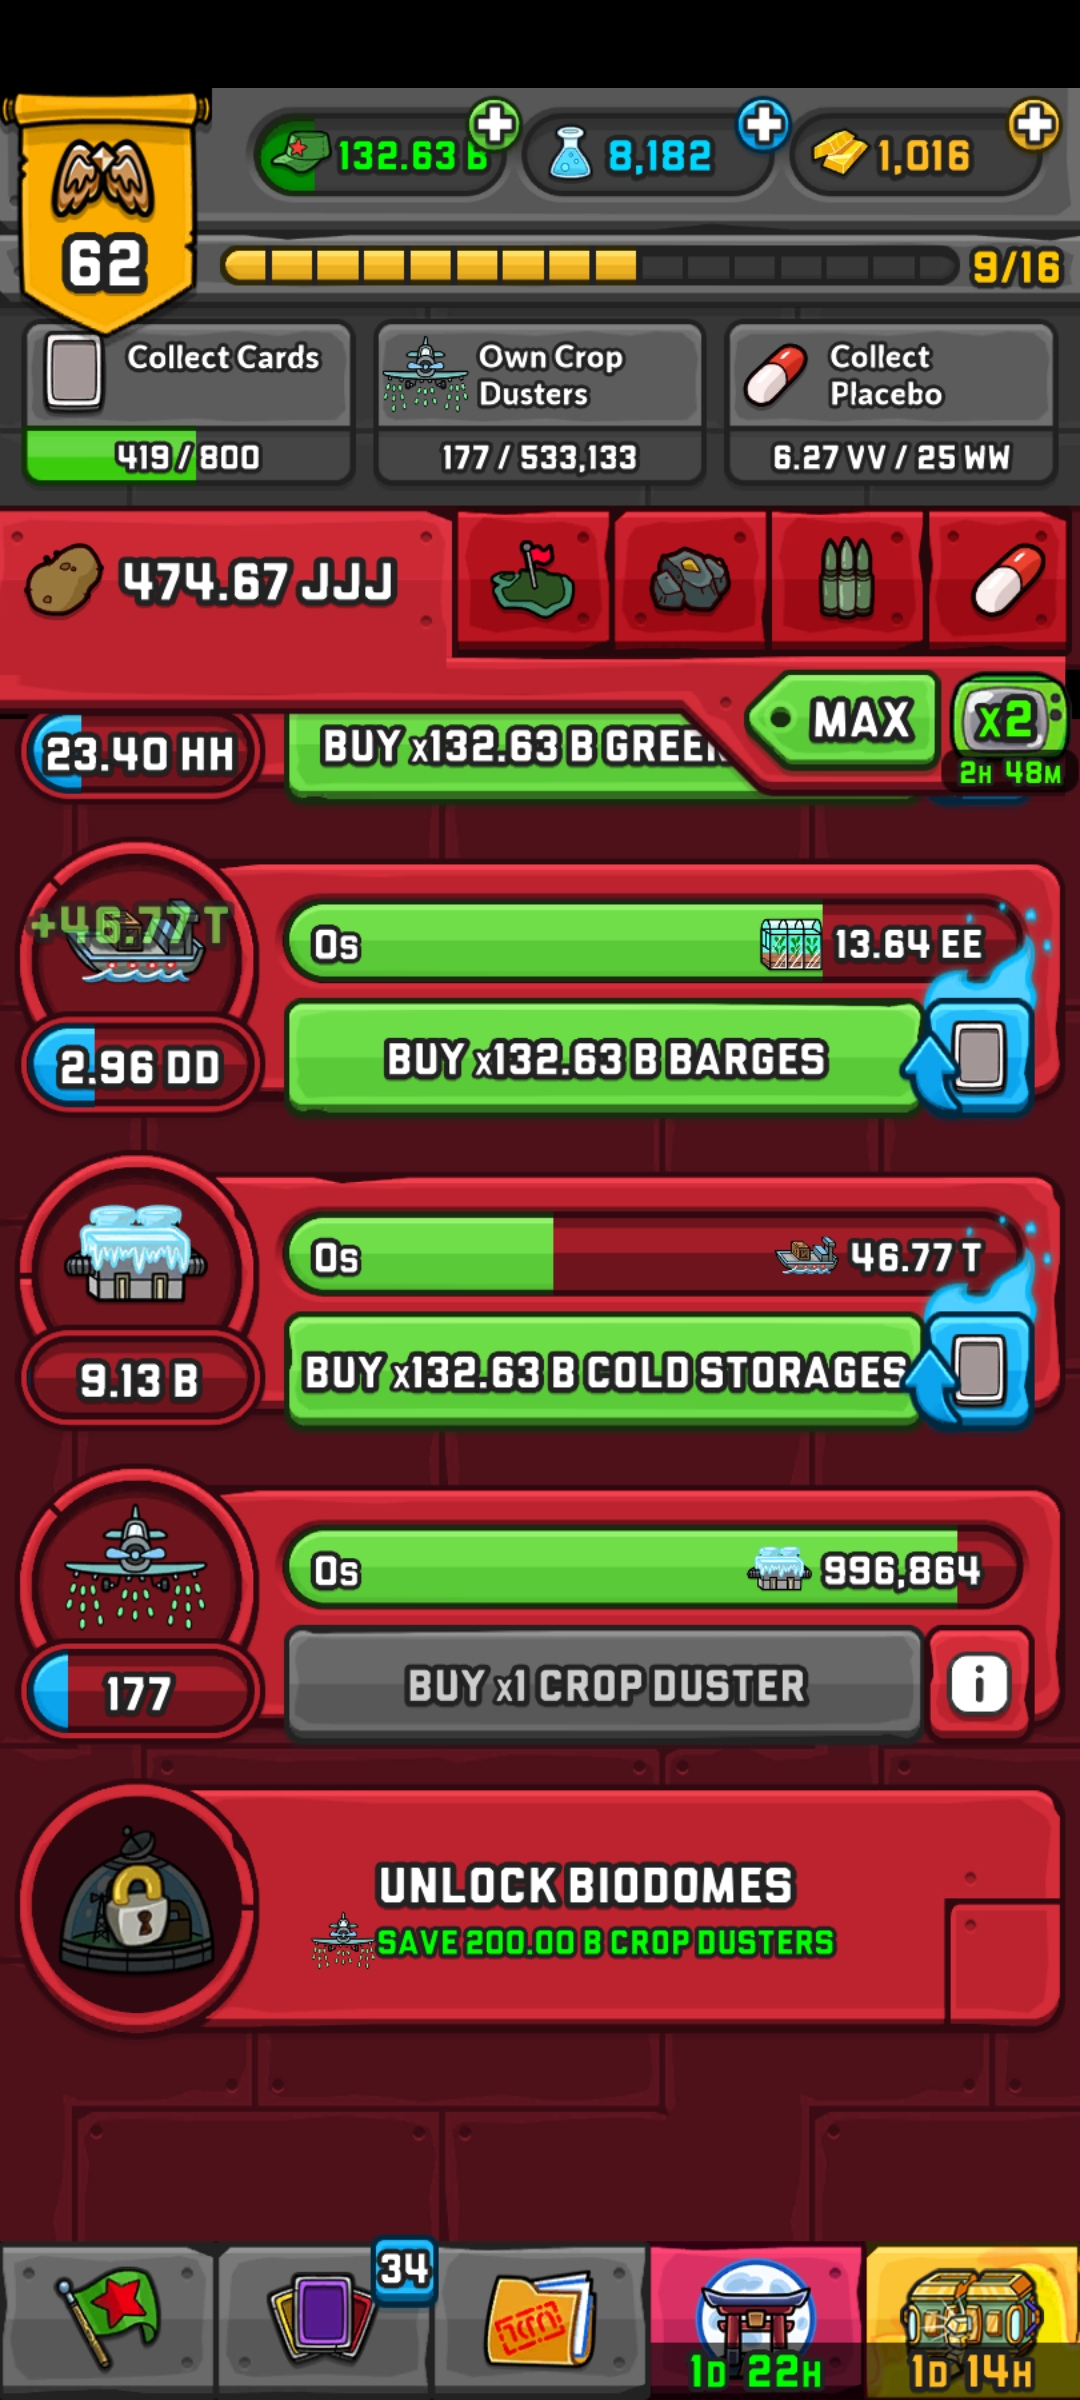 132.63 B
8,182
1,016
62
9/16
Collect Cards
419 / 800
Own Crop
Dusters
177 / 533,133
Collect
Placebo
6.27 VV / 25 WW
474.67 JJJ
MAX
x2
2H 48M
23.40 HH
BUY x132.63 B
+46.77 T
0s
13.64 EE
2.96 DD
BUY x132.63 B BARGES
0s
46.77 T
9.13 B
BUY x132.63 B COLD STORAGES
0s
996,864
177
BUY x1 CROP DUSTER
i
UNLOCK BIODOMES
SAVE 200.00 B CROP DUSTERS
34
1D 22H
1D 14H